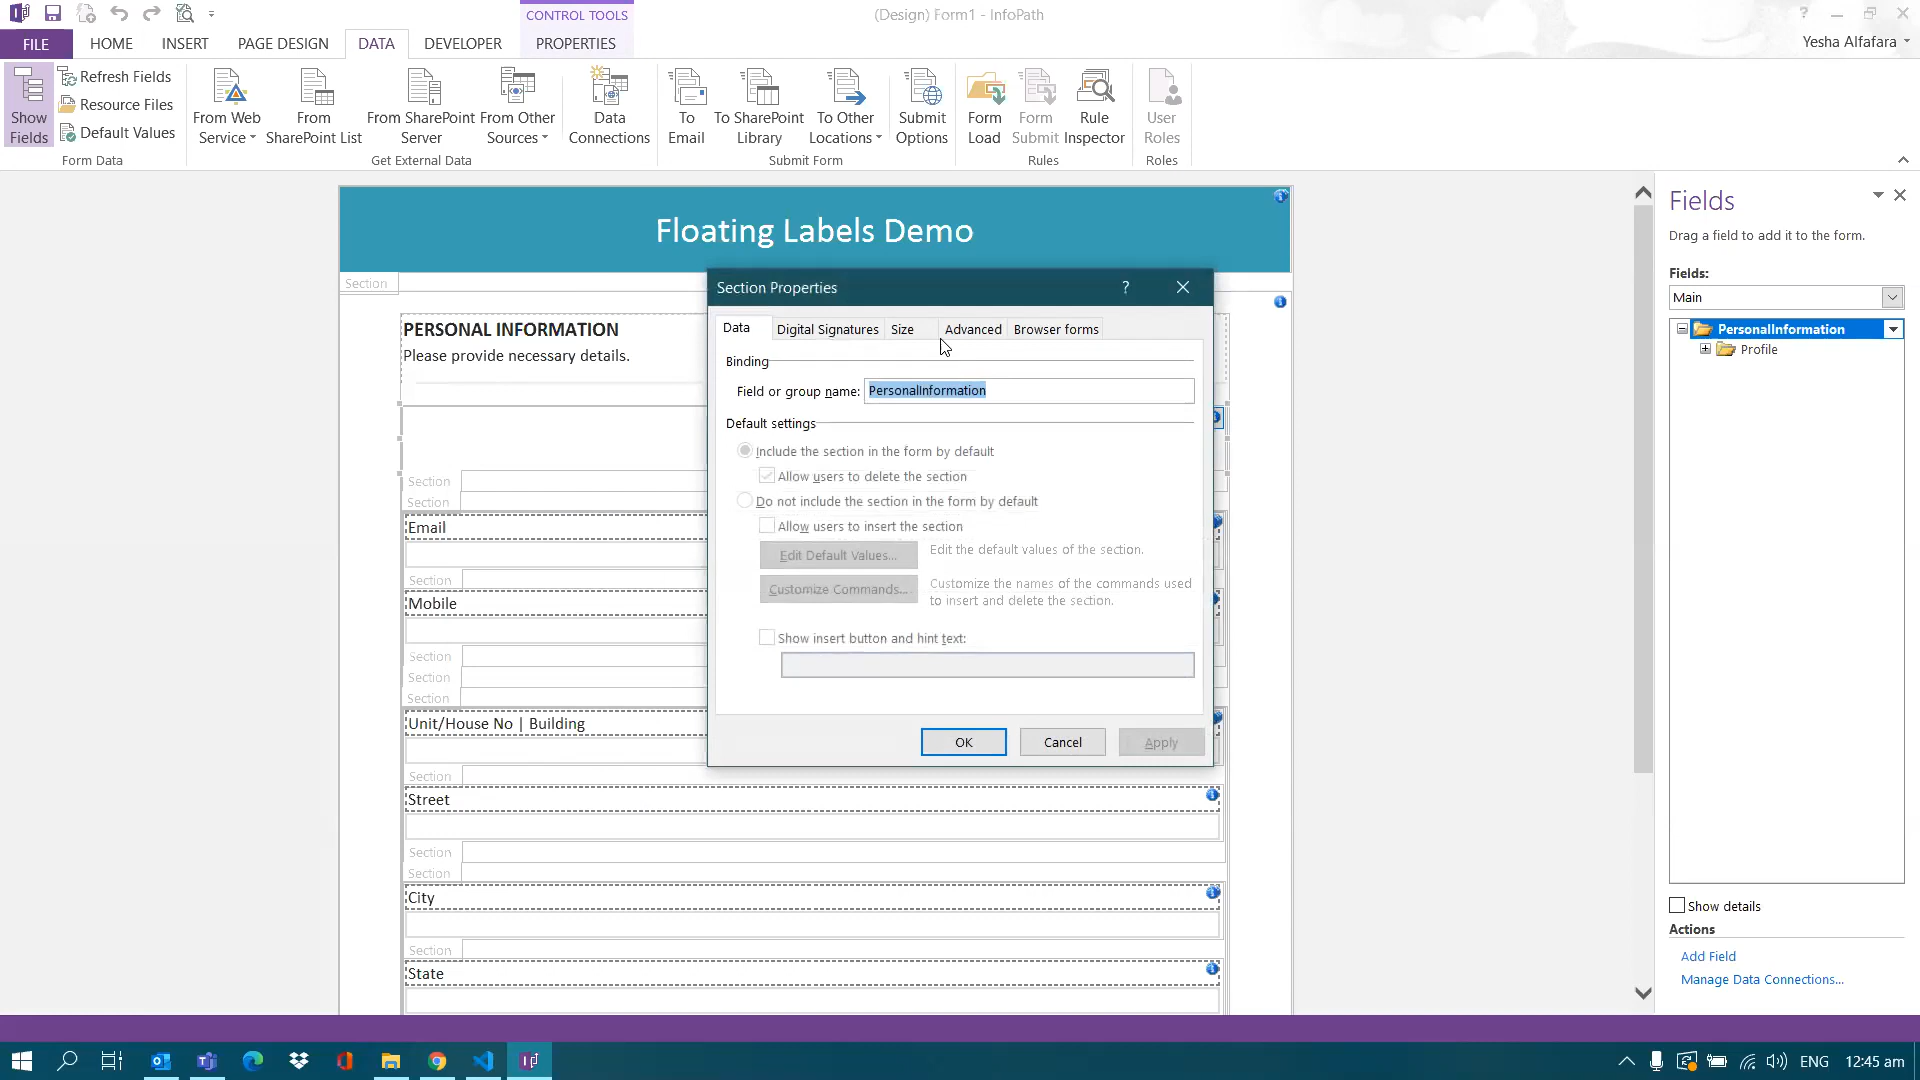 CONTROL TOOLS
(Design) Form1 - InfoPath
?
FILE
HOME
INSERT
PAGE DESIGN
DATA
DEVELOPER
PROPERTIES
Yesha Alfafara
Show Fields
Refresh Fields
Resource Files
Default Values
Form Data
From Web Service
From SharePoint List
From SharePoint Server
From Other Sources
Data Connections
Get External Data
To Email
To SharePoint Library
To Other Locations
Submit Options
Submit Form
Form Load
Form Submit
Rule Inspector
Rules
User Roles
Roles
Floating Labels Demo
Section
PERSONAL INFORMATION
Please provide necessary details.
Section
Section
Email
Section
Mobile
Section
Section
Section
Unit/House No | Building
Section
Street
Section
Section
City
Section
State
Section Properties
?
Data
Digital Signatures
Size
Advanced
Browser forms
Binding
Field or group name:
PersonalInformation
Default settings
Include the section in the form by default
Allow users to delete the section
Do not include the section in the form by default
Allow users to insert the section
Edit Default Values...
Edit the default values of the section.
Customize Commands...
Customize the names of the commands used
to insert and delete the section.
Show insert button and hint text:
OK
Cancel
Apply
Fields
Drag a field to add it to the form.
Fields:
Main
PersonalInformation
Profile
Show details
Actions
Add Field
Manage Data Connections...
ENG
12:45 am